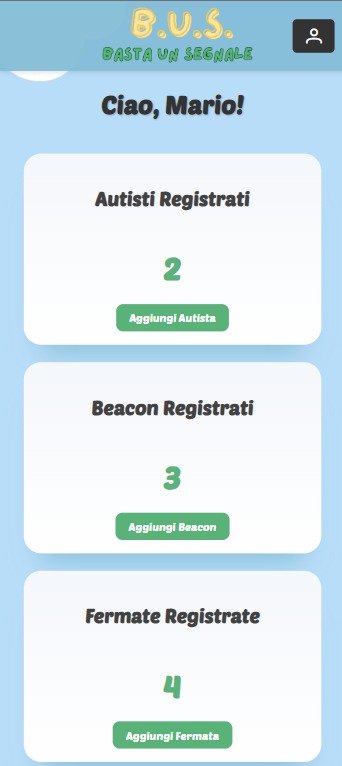 B.U.S.
BASTA UN SEGNALE
Ciao, Mario!
Autisti Registrati
2
Aggiungi Autista
Beacon Registrati
3
Aggiungi Beacon
Fermate Registrate
4
Aggiungi Fermata